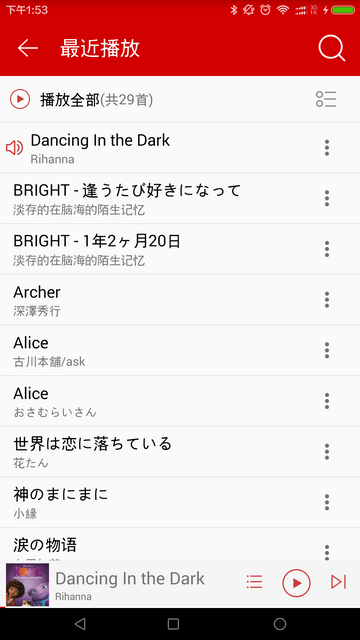 下午1:53
最近播放
播放全部(共29首)
Dancing In the Dark
Rihanna
BRIGHT - 逢うたび好きになって
淡存的在脑海的陌生记忆
BRIGHT - 1年2ヶ月20日
淡存的在脑海的陌生记忆
Archer
深澤秀行
Alice
古川本舗/ask
Alice
おさむらいさん
世界は恋に落ちている
花たん
神のまにまに
小緣
涙の物语
Dancing In the Dark
Rihanna